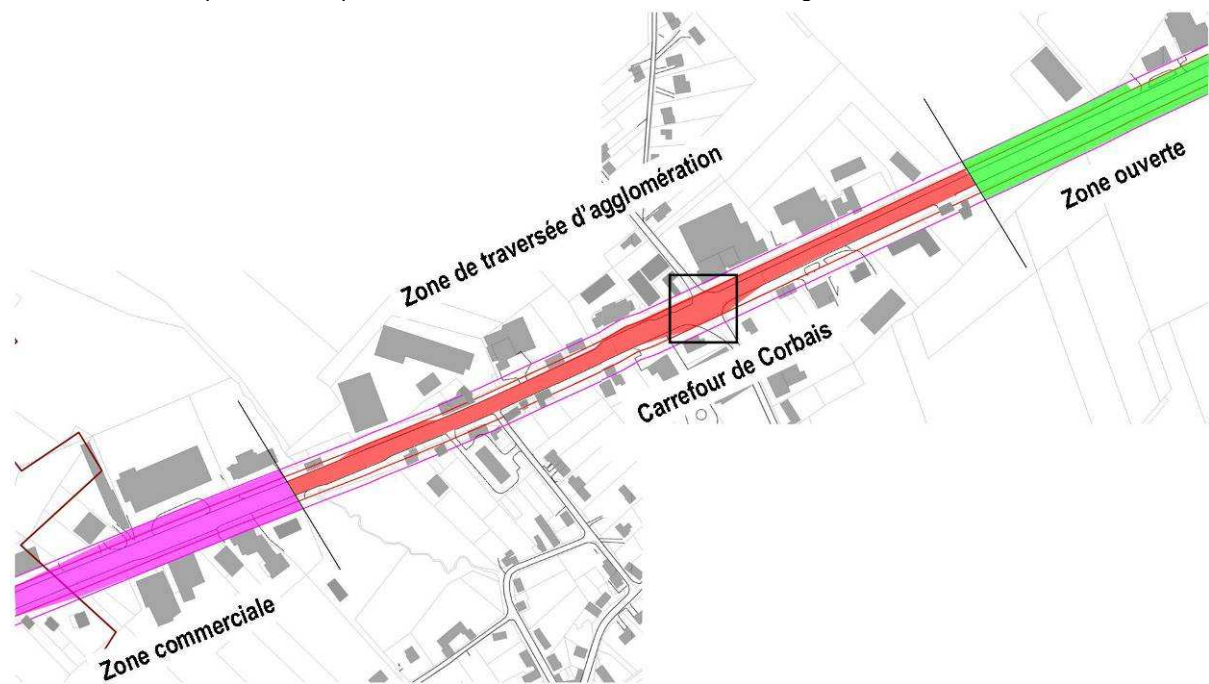 Zone de traversée d'agglomération
Zone ouverte
Carrefour de Corbais
Zone commerciale